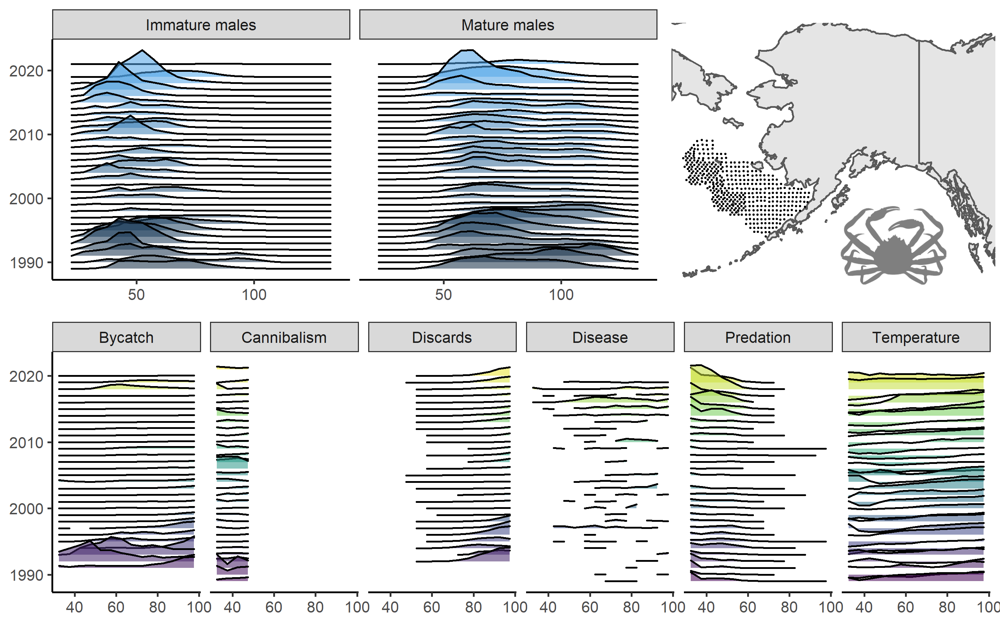 Immature males Mature males
2020
2010
2000
1990
50 100 50 100
Bycatch Cannibalism Discards Disease Predation Temperature
2020
2010
2000
1990
40 60 80 100 40 60 80 100 40 60 80 100 40 60 80 100 40 60 80 100 40 60 80 100